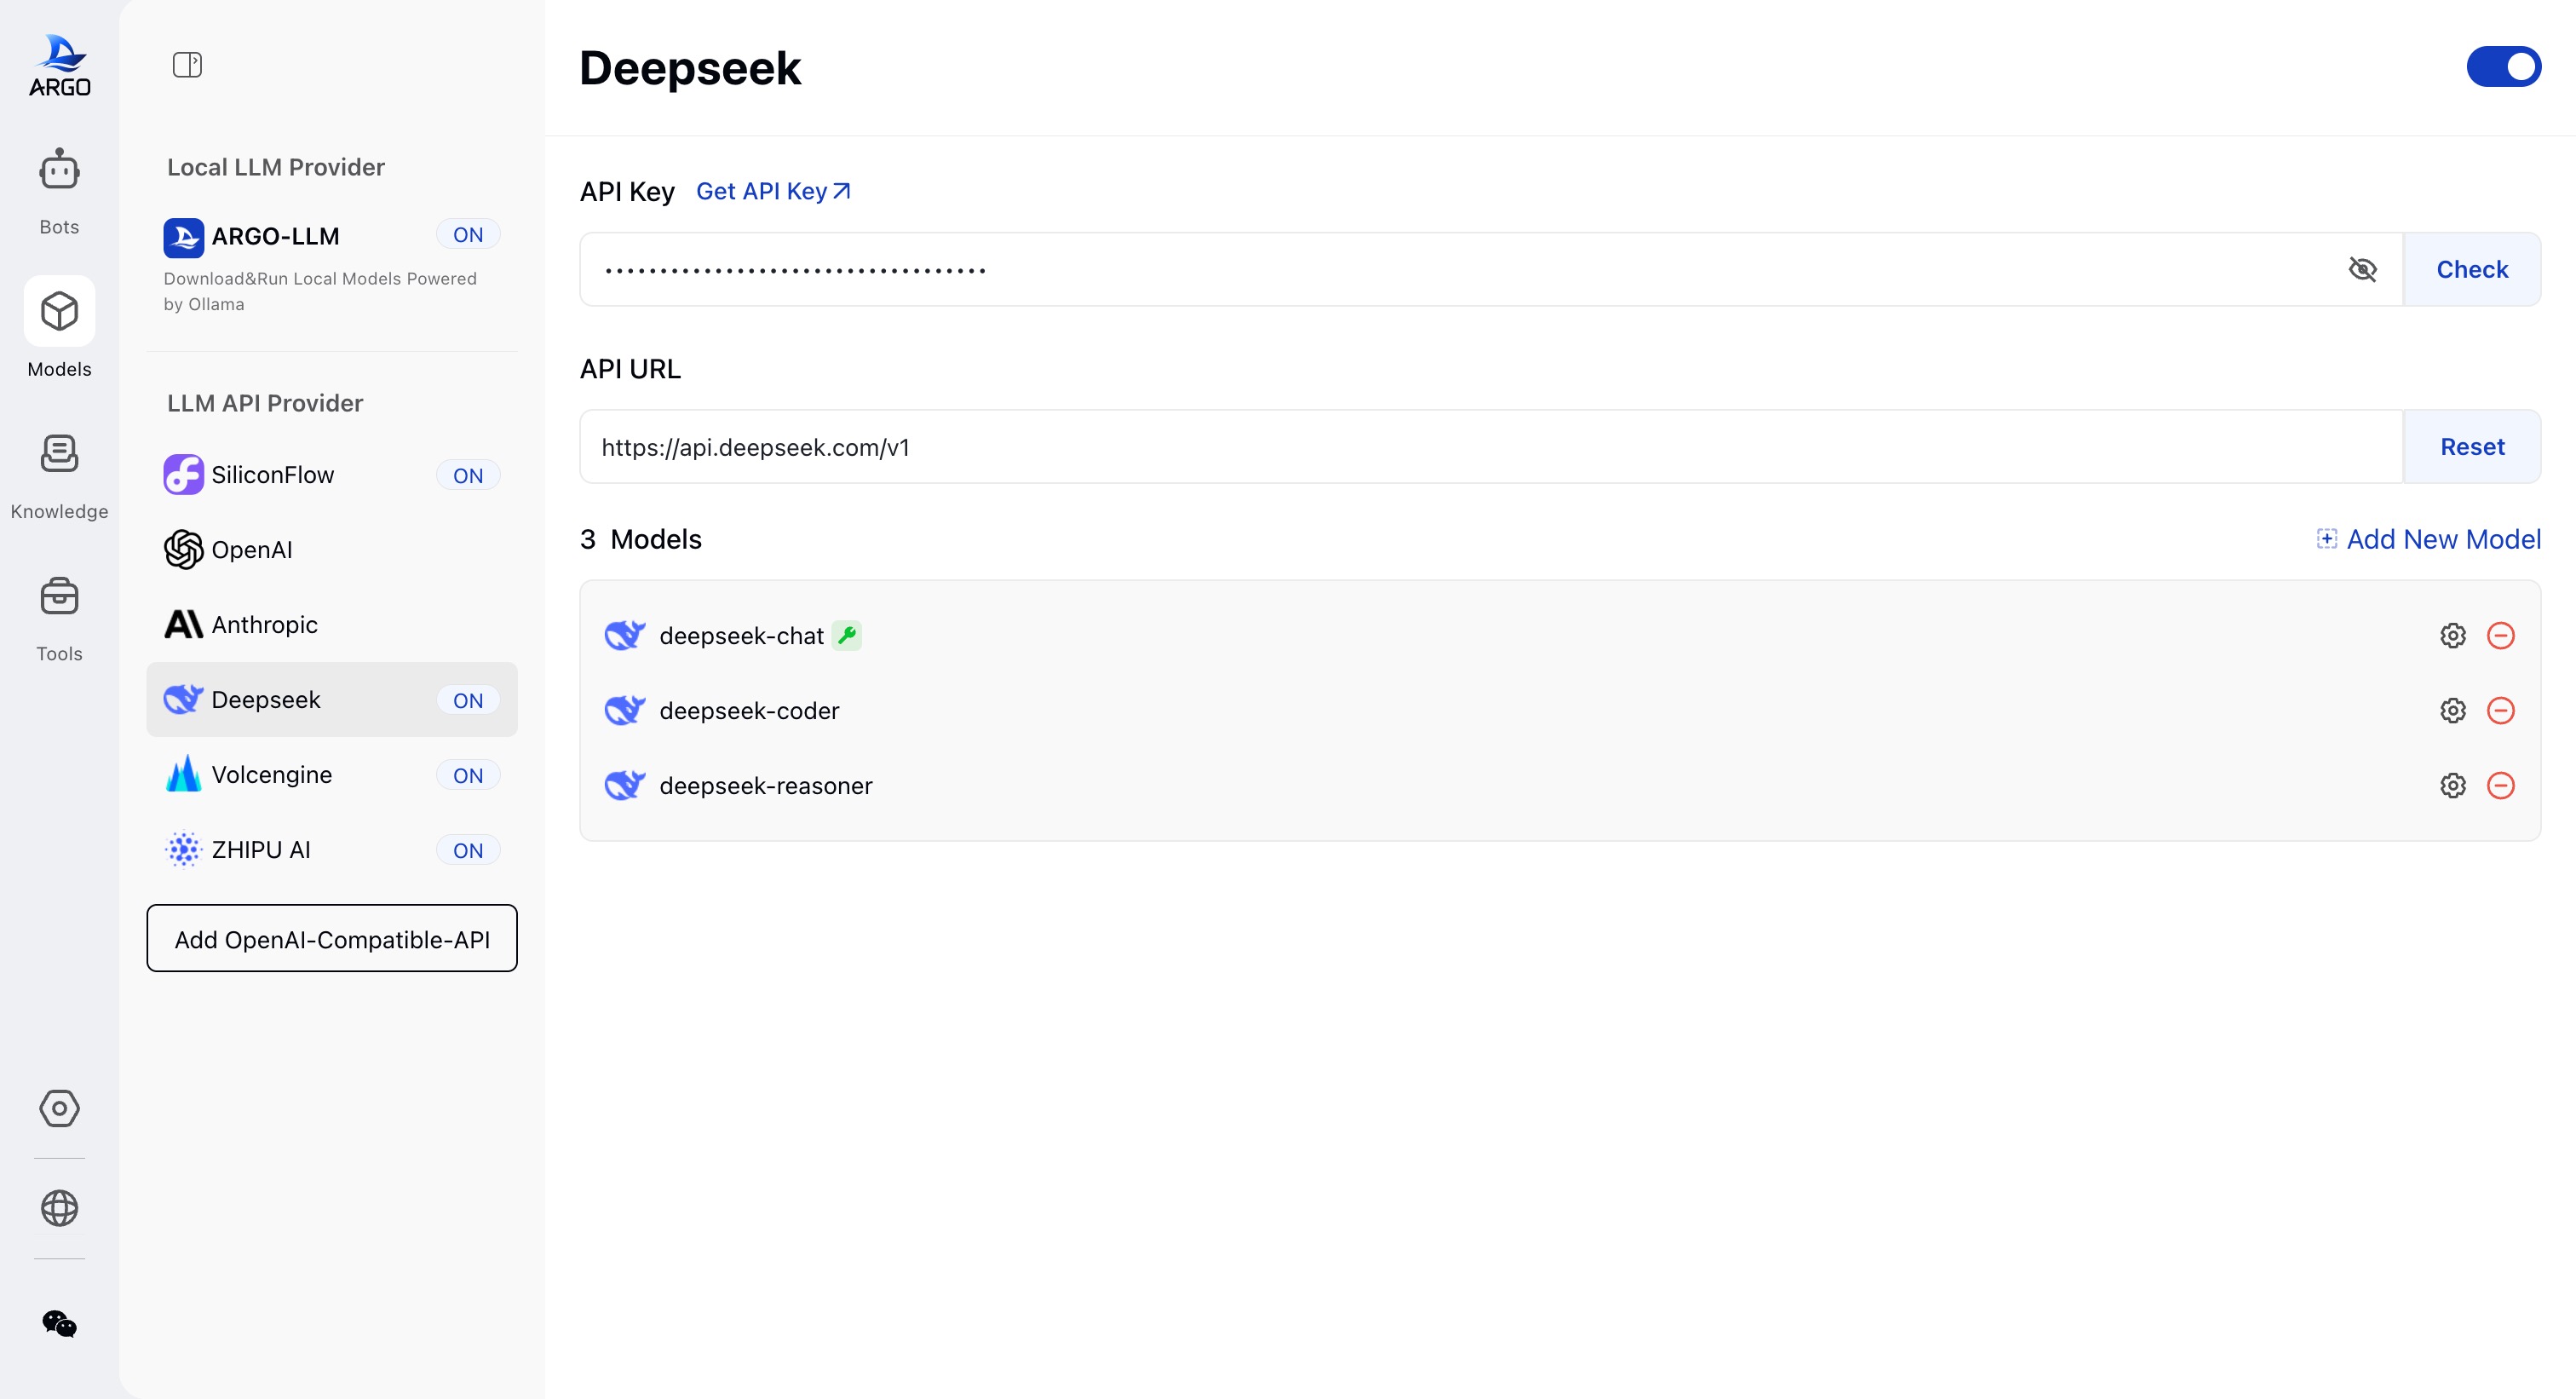 ARGO
Bots
Models
Knowledge
Tools
Local LLM Provider
ARGO-LLM
ON
Download&Run Local Models Powered
by Ollama
LLM API Provider
SiliconFlow
ON
OpenAI
Anthropic
Deepseek
ON
Volcengine
ON
ZHIPU AI
ON
Add OpenAI-Compatible-API
Deepseek
API Key Get API Key
Check
API URL
https://api.deepseek.com/v1
Reset
3 Models
Add New Model
deepseek-chat
deepseek-coder
deepseek-reasoner